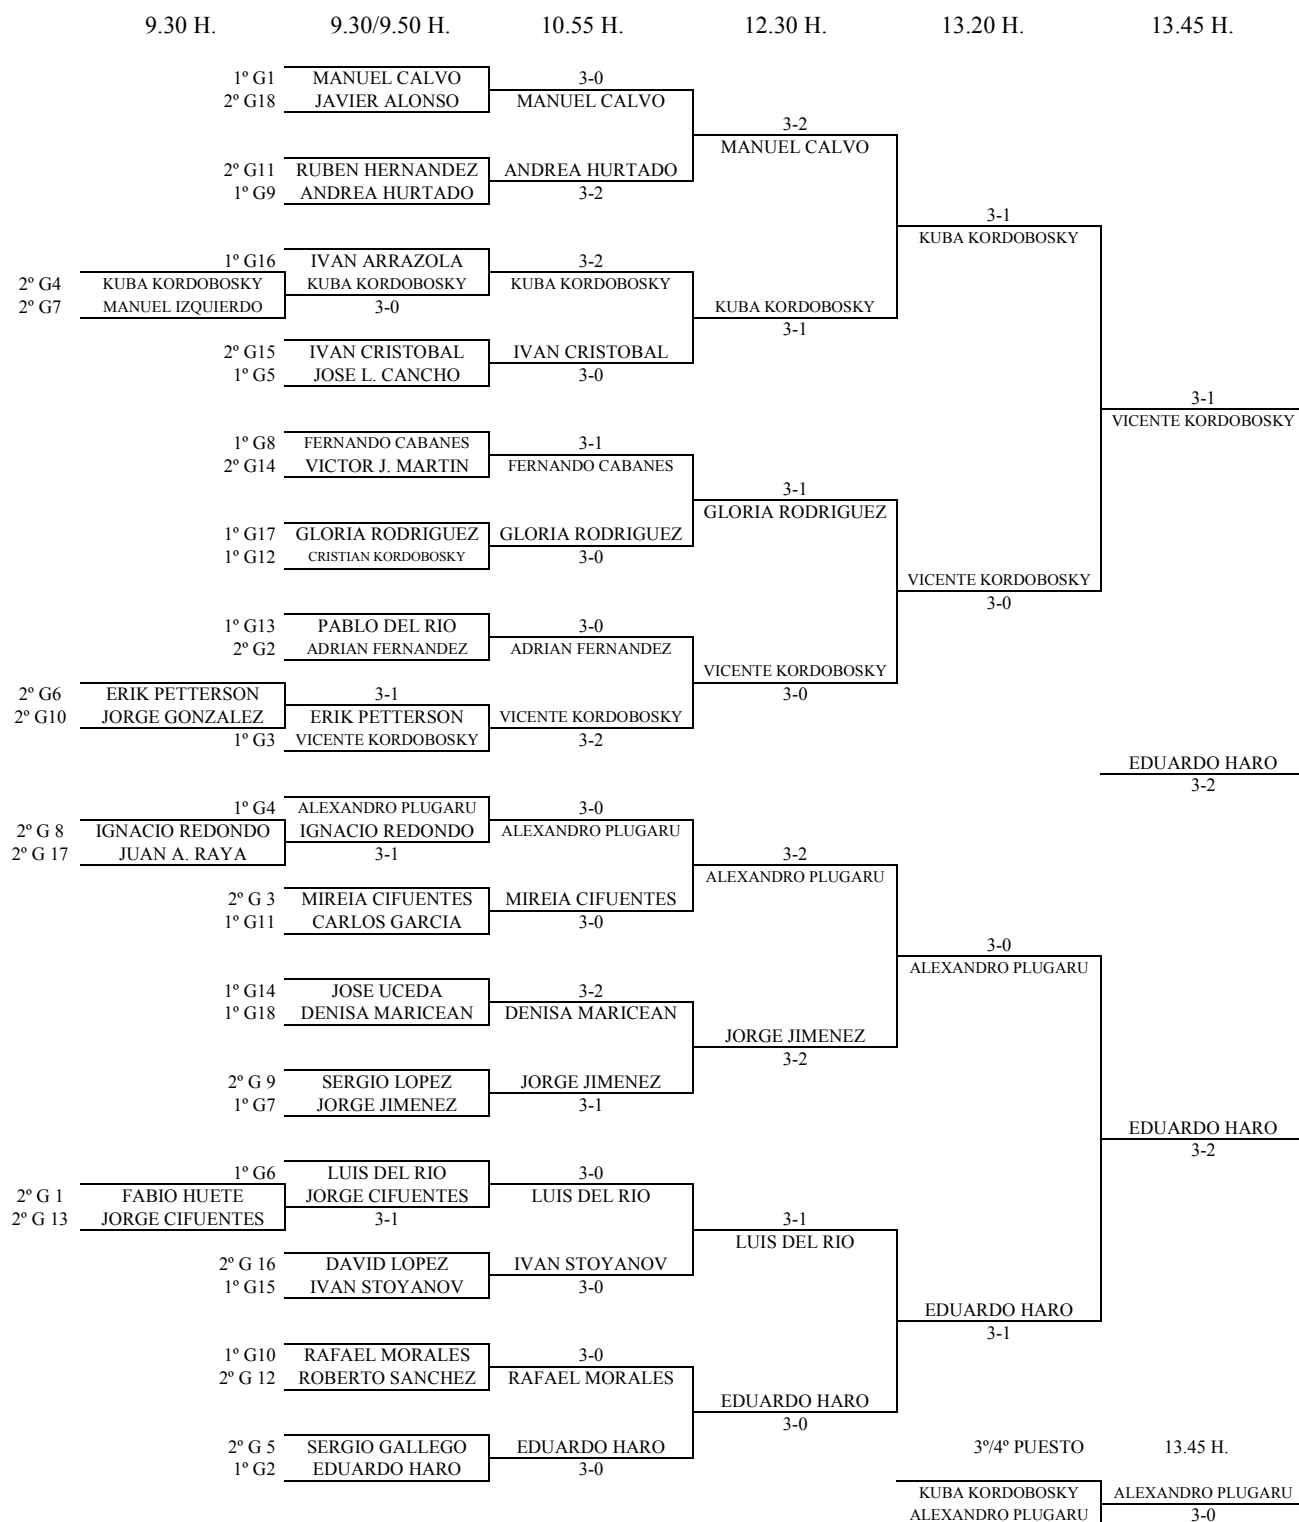 9.30 H. 9.30/9.50 H. 10.55 H. 12.30 H. 13.20 H. 13.45 H.
1º G1 MANUEL CALVO 3-0
2º G18 JAVIER ALONSO MANUEL CALVO
3-2
MANUEL CALVO
2º G11 RUBEN HERNANDEZ ANDREA HURTADO
1º G9 ANDREA HURTADO 3-2
3-1
KUBA KORDOBOSKY
1º G16 IVAN ARRAZOLA 3-2
2º G4 KUBA KORDOBOSKY KUBA KORDOBOSKY KUBA KORDOBOSKY
2º G7 MANUEL IZQUIERDO 3-0 KUBA KORDOBOSKY
3-1
2º G15 IVAN CRISTOBAL IVAN CRISTOBAL
1º G5 JOSE L. CANCHO 3-0
3-1
VICENTE KORDOBOSKY
1º G8 FERNANDO CABANES 3-1
2º G14 VICTOR J. MARTIN FERNANDO CABANES
3-1
GLORIA RODRIGUEZ
1º G17 GLORIA RODRIGUEZ GLORIA RODRIGUEZ
1º G12 CRISTIAN KORDOBOSKY 3-0
VICENTE KORDOBOSKY
3-0
1º G13 PABLO DEL RIO 3-0
2º G2 ADRIAN FERNANDEZ ADRIAN FERNANDEZ
VICENTE KORDOBOSKY
2º G6 ERIK PETTERSON 3-1 3-0
2º G10 JORGE GONZALEZ ERIK PETTERSON VICENTE KORDOBOSKY
1º G3 VICENTE KORDOBOSKY 3-2
EDUARDO HARO
3-2
1º G4 ALEXANDRO PLUGARU 3-0
2º G 8 IGNACIO REDONDO IGNACIO REDONDO ALEXANDRO PLUGARU
2º G 17 JUAN A. RAYA 3-1 3-2
ALEXANDRO PLUGARU
2º G 3 MIREIA CIFUENTES MIREIA CIFUENTES
1º G11 CARLOS GARCIA 3-0
3-0
ALEXANDRO PLUGARU
1º G14 JOSE UCEDA 3-2
1º G18 DENISA MARICEAN DENISA MARICEAN
JORGE JIMENEZ
3-2
2º G 9 SERGIO LOPEZ JORGE JIMENEZ
1º G7 JORGE JIMENEZ 3-1
EDUARDO HARO
3-2
1º G6 LUIS DEL RIO 3-0
2º G 1 FABIO HUETE JORGE CIFUENTES LUIS DEL RIO
2º G 13 JORGE CIFUENTES 3-1 3-1
LUIS DEL RIO
2º G 16 DAVID LOPEZ IVAN STOYANOV
1º G15 IVAN STOYANOV 3-0
EDUARDO HARO
3-1
1º G10 RAFAEL MORALES 3-0
2º G 12 ROBERTO SANCHEZ RAFAEL MORALES
EDUARDO HARO
3-0
2º G 5 SERGIO GALLEGO EDUARDO HARO 3º/4º PUESTO 13.45 H.
1º G2 EDUARDO HARO 3-0
KUBA KORDOBOSKY ALEXANDRO PLUGARU
ALEXANDRO PLUGARU 3-0